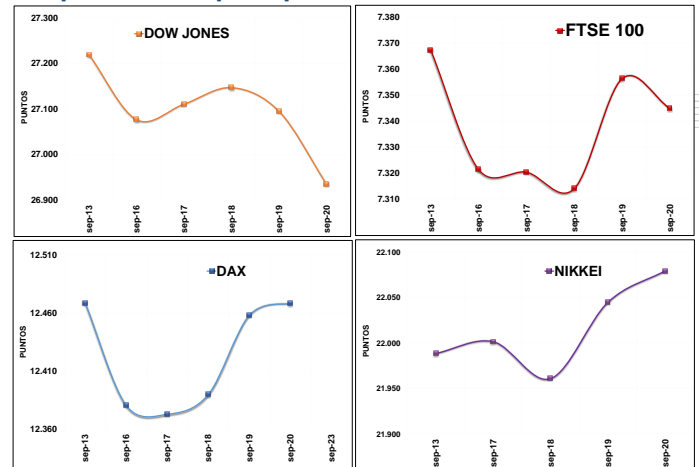 DOW JONES
PUNTOS
27.300
27.200
27.100
27.000
26.900
sep-13
sep-16
sep-17
sep-18
sep-19
sep-20
FTSE 100
PUNTOS
7.380
7.370
7.360
7.350
7.340
7.330
7.320
7.310
sep-13
sep-16
sep-17
sep-18
sep-19
sep-20
DAX
PUNTOS
12.510
12.460
12.410
12.360
sep-13
sep-16
sep-17
sep-18
sep-19
sep-20
sep-23
NIKKEI
PUNTOS
22.100
22.050
22.000
21.950
21.900
sep-13
sep-17
sep-18
sep-19
sep-20